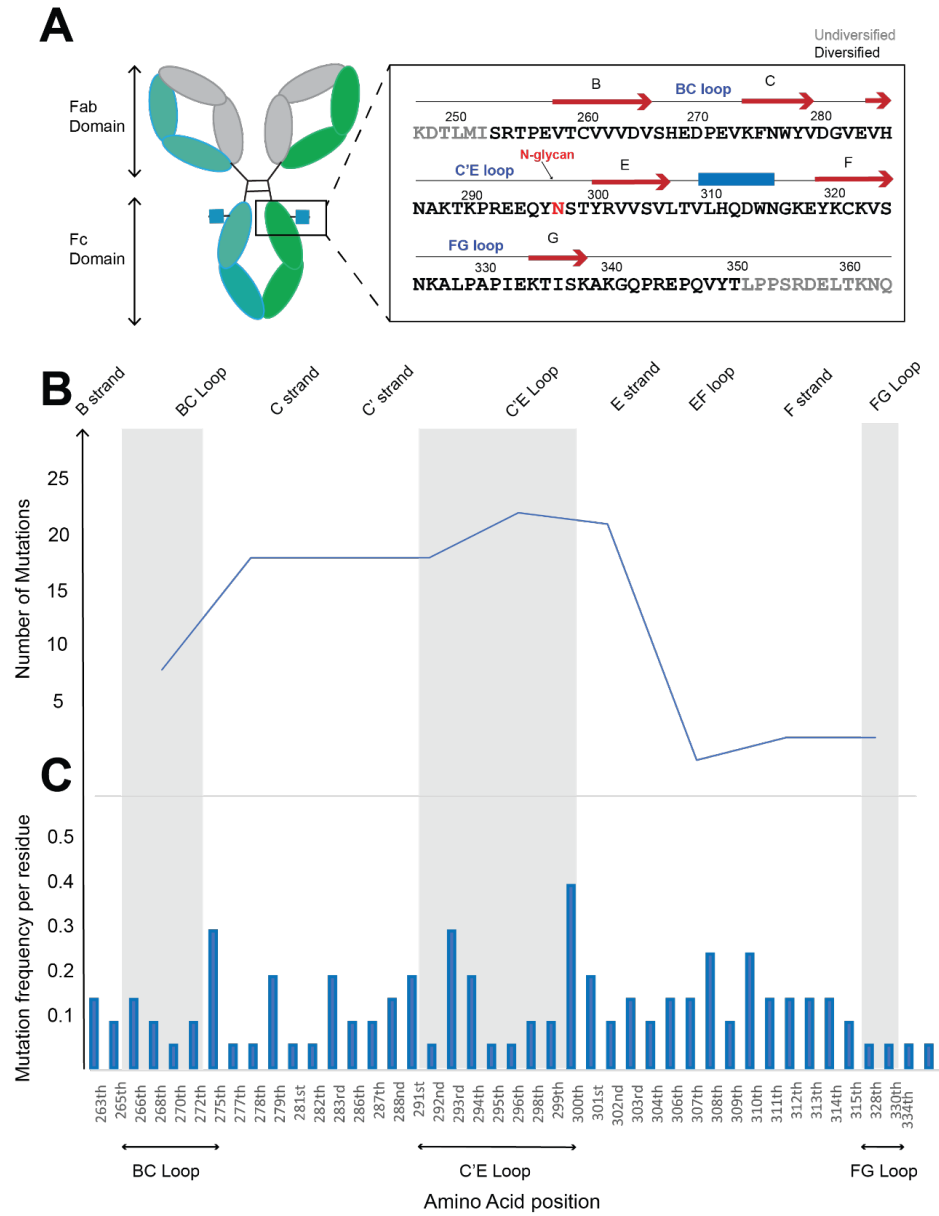 A
Undiversified
Diversified
Fab
Domain
Fc
Domain
B
BC loop
C
250
260
270
280
KDTLMISRTPEVTCVVVDVSHEDPEVKFNWYVDGVEVH
N-glycan
C'E loop
E
F
290
300
310
320
NAKTKPREEQYNSTYRVVSVLTVLHQDWNGKEYKCKVS
FG loop
G
330
340
350
360
NKALPAPIEKTISKAKGQPREPQVYTLPPSRDELTKNQ
B
B strand
BC Loop
C strand
C' strand
C'E Loop
E strand
EF loop
F strand
FG Loop
Number of Mutations
25
20
15
10
5
C
Mutation frequency per residue
0.5
0.4
0.3
0.2
0.1
263th
265th
266th
268th
270th
272th
275th
277th
278th
279th
281st
282th
283rd
286th
287th
288nd
291st
292nd
293rd
294th
295th
296th
298th
299th
300th
301st
302nd
303rd
304th
306th
307th
308th
309th
310th
311th
312th
313th
314th
315th
328th
330th
334th
BC Loop
C'E Loop
FG Loop
Amino Acid position